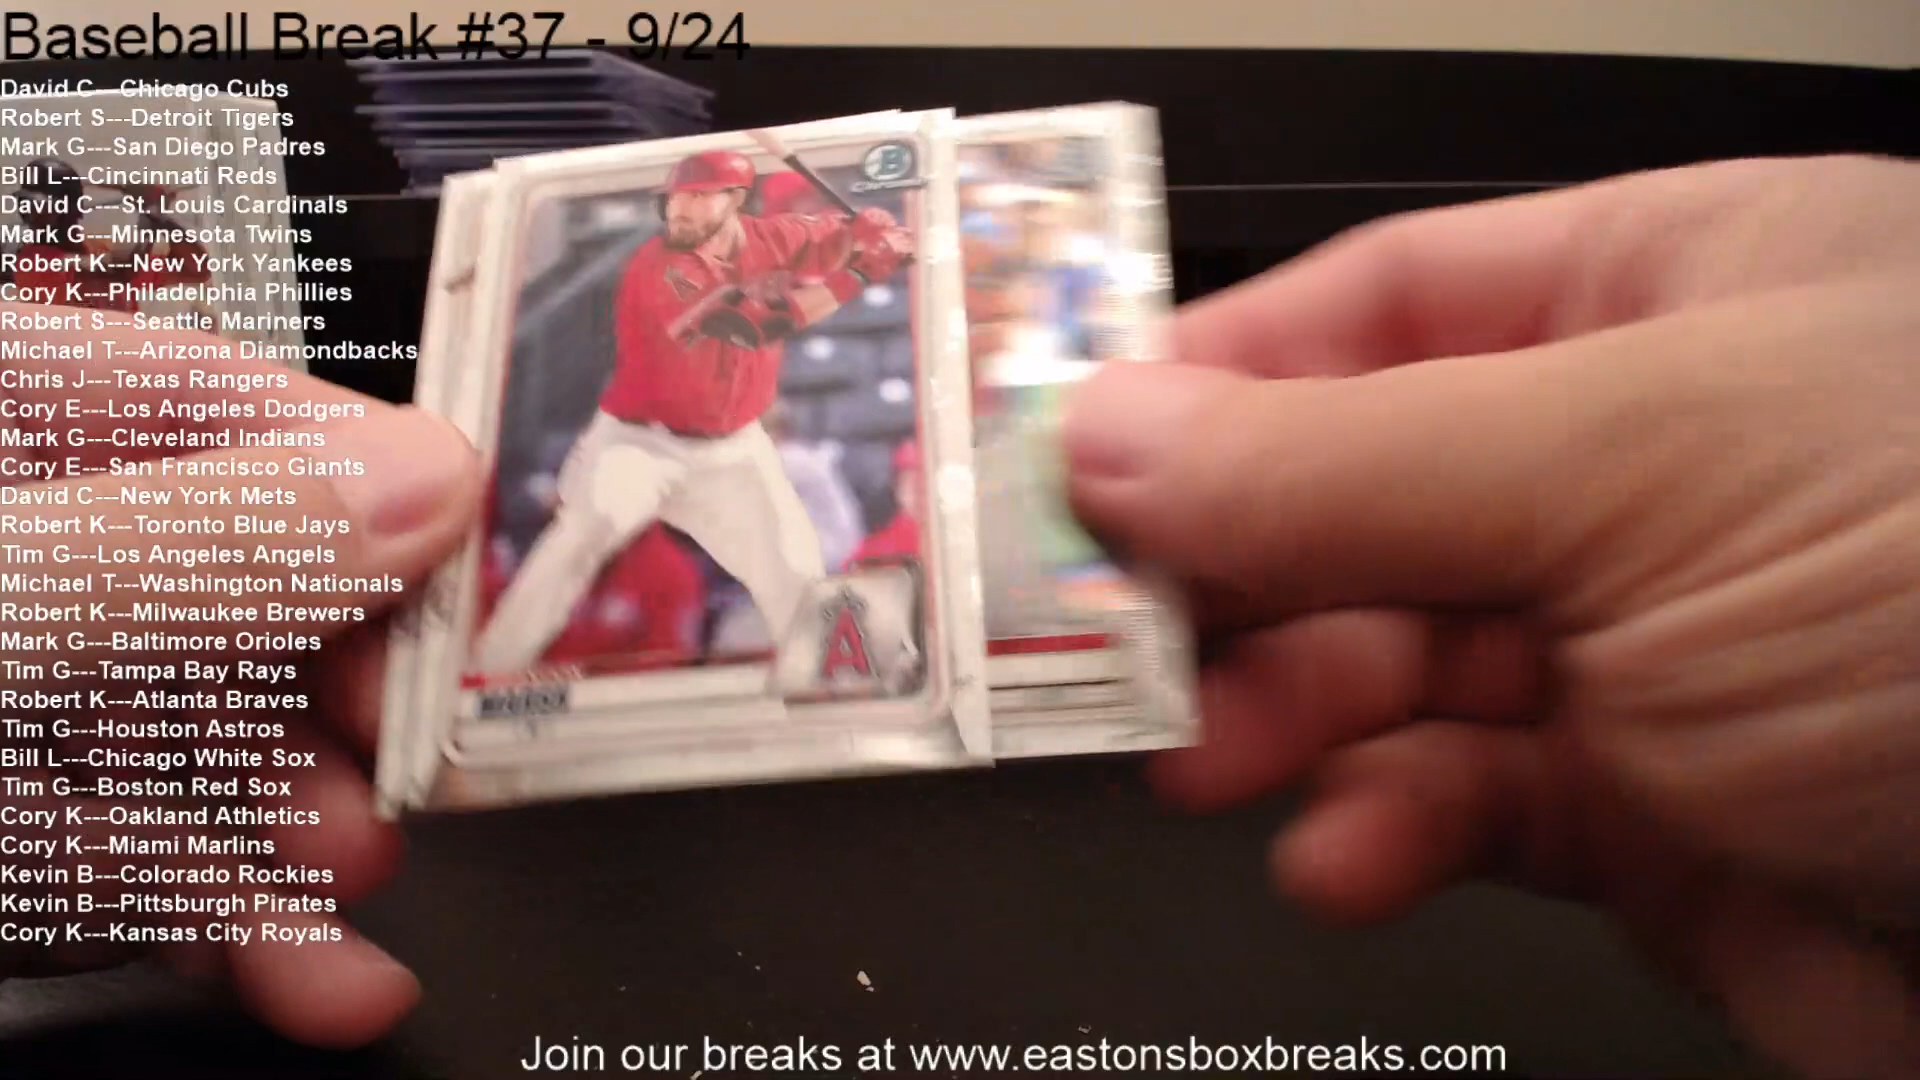 Baseball Break #37 - 9/24
David C---Chicago Cubs
Robert S---Detroit Tigers
Mark G---San Diego Padres
Bill L---Cincinnati Reds
David C---St. Louis Cardinals
Mark G---Minnesota Twins
Robert K---New York Yankees
Cory K---Philadelphia Phillies
Robert S---Seattle Mariners
Michael T---Arizona Diamondbacks
Chris J---Texas Rangers
Cory E---Los Angeles Dodgers
Mark G---Cleveland Indians
Cory E---San Francisco Giants
David C---New York Mets
Robert K---Toronto Blue Jays
Tim G---Los Angeles Angels
Michael T---Washington Nationals
Robert K---Milwaukee Brewers
Mark G---Baltimore Orioles
Tim G---Tampa Bay Rays
Robert K---Atlanta Braves
Tim G---Houston Astros
Bill L---Chicago White Sox
Tim G---Boston Red Sox
Cory K---Oakland Athletics
Cory K---Miami Marlins
Kevin B---Colorado Rockies
Kevin B---Pittsburgh Pirates
Cory K---Kansas City Royals
B
A
Join our breaks at www.eastonsboxbreaks.com